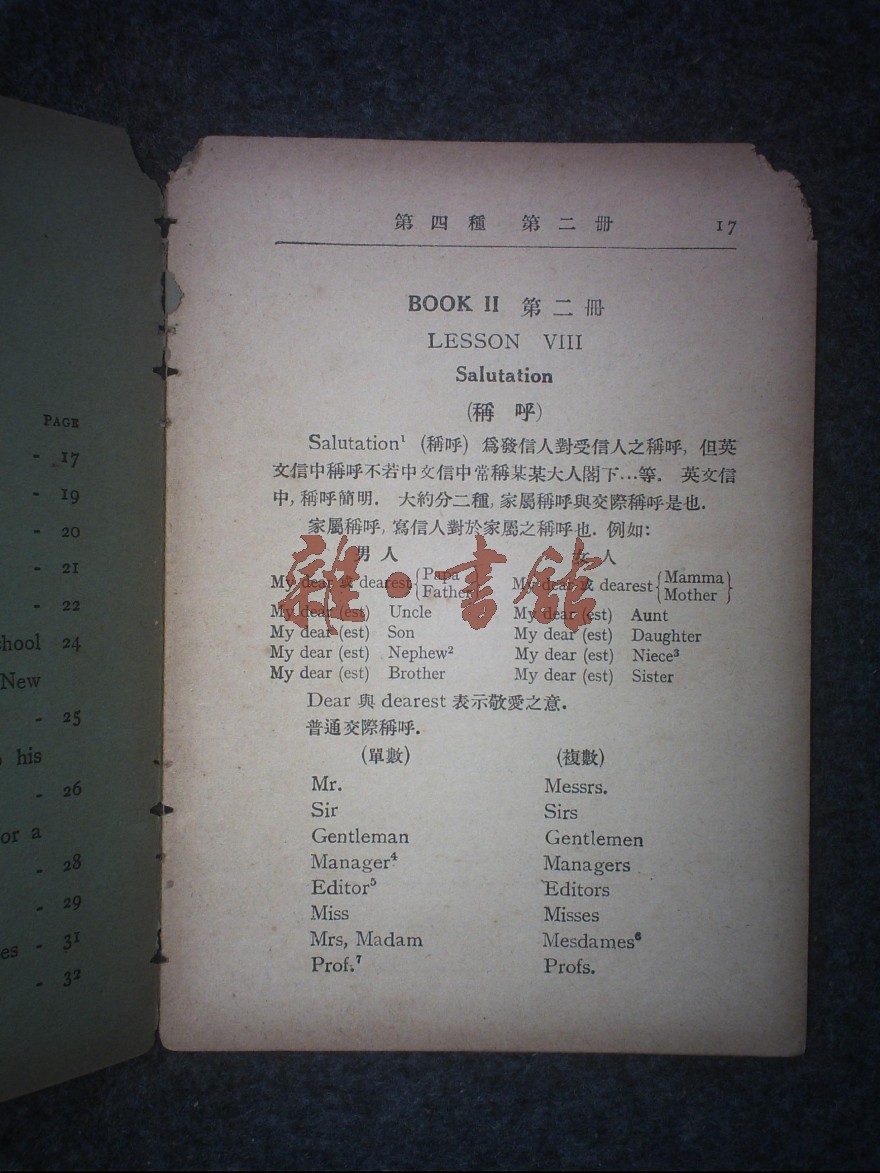 PAGE
- 17
- 19
- 20
- 21
- 22
hool 24
New
- 25
his
- 26
or a
- 28
- 29
es - 31
- 32
第四種 第二册 17
BOOK II 第二冊
LESSON VIII
Salutation
(稱呼)
Salutation¹ (稱呼) 爲發信人對受信人之稱呼, 但英
文信中稱呼不若中文信中常稱某某大人閣下…等. 英文信
中, 稱呼簡明. 大約分二種, 家屬稱呼與交際稱呼是也.
家屬稱呼, 寫信人對於家屬之稱呼也. 例如:
男人 女人
My dear 或 dearest {Papa Father} My dear 或 dearest {Mamma Mother}
My dear (est) Uncle My dear (est) Aunt
My dear (est) Son My dear (est) Daughter
My dear (est) Nephew² My dear (est) Niece³
My dear (est) Brother My dear (est) Sister
Dear 與 dearest 表示敬愛之意.
普通交際稱呼.
(單數) (複數)
Mr. Messrs.
Sir Sirs
Gentleman Gentlemen
Manager⁴ Managers
Editor⁵ Editors
Miss Misses
Mrs, Madam Mesdames⁶
Prof.⁷ Profs.
雜·書館